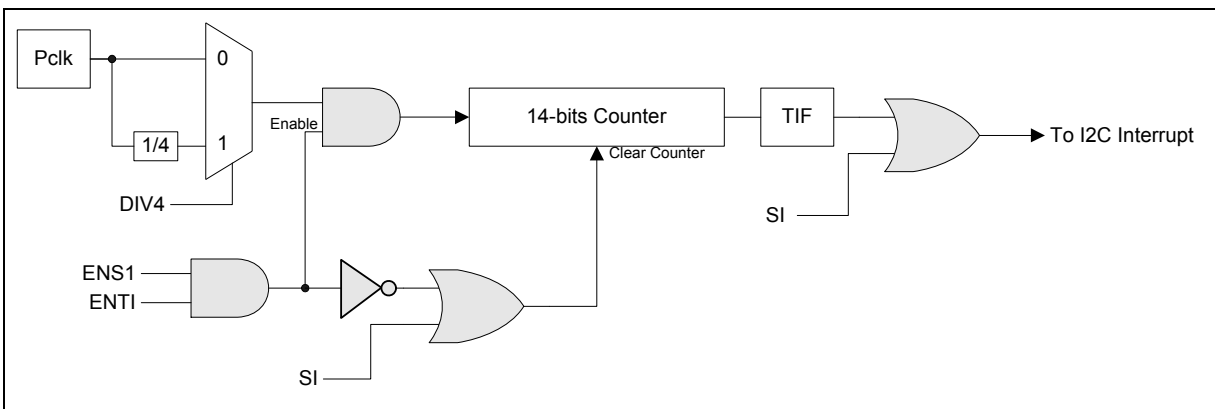 Pclk
0
1
1/4
DIV4
Enable
14-bits Counter
Clear Counter
TIF
SI
To I2C Interrupt
ENS1
ENTI
SI